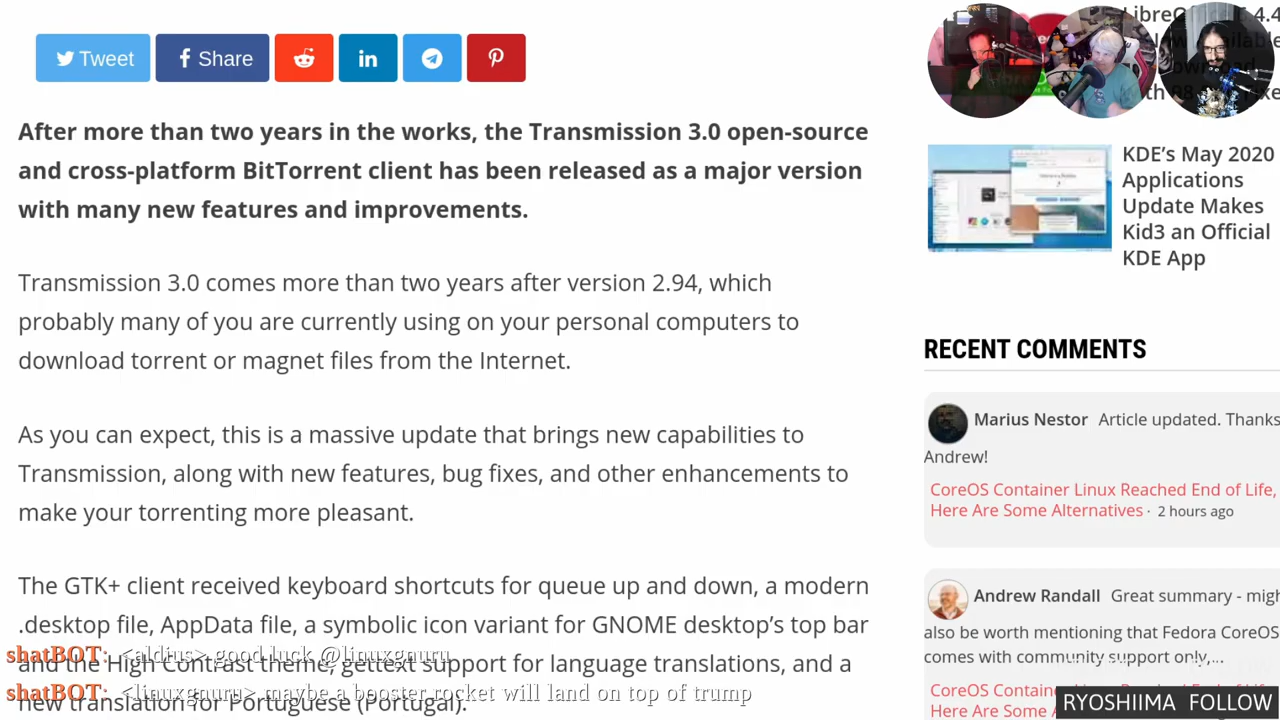 Tweet
Share
After more than two years in the works, the Transmission 3.0 open-source
and cross-platform BitTorrent client has been released as a major version
with many new features and improvements.
Transmission 3.0 comes more than two years after version 2.94, which
probably many of you are currently using on your personal computers to
download torrent or magnet files from the Internet.
As you can expect, this is a massive update that brings new capabilities to
Transmission, along with new features, bug fixes, and other enhancements to
make your torrenting more pleasant.
The GTK+ client received keyboard shortcuts for queue up and down, a modern
.desktop file, AppData file, a symbolic icon variant for GNOME desktop's top bar
and the High Contrast theme, gettext support for language translations, and a
new translation for Portuguese (Portugal).
shatBOT: <aldius> good luck @linuxgnuru
shatBOT: <linuxgnuru> maybe a booster rocket will land on top of trump
KDE’s May 2020
Applications
Update Makes
Kid3 an Official
KDE App
RECENT COMMENTS
Marius Nestor Article updated. Thanks
Andrew!
CoreOS Container Linux Reached End of Life,
Here Are Some Alternatives · 2 hours ago
Andrew Randall Great summary - migh
also be worth mentioning that Fedora CoreOS
comes with community support only,...
CoreOS Contain
Here Are Some
RYOSHIIMA FOLLOW